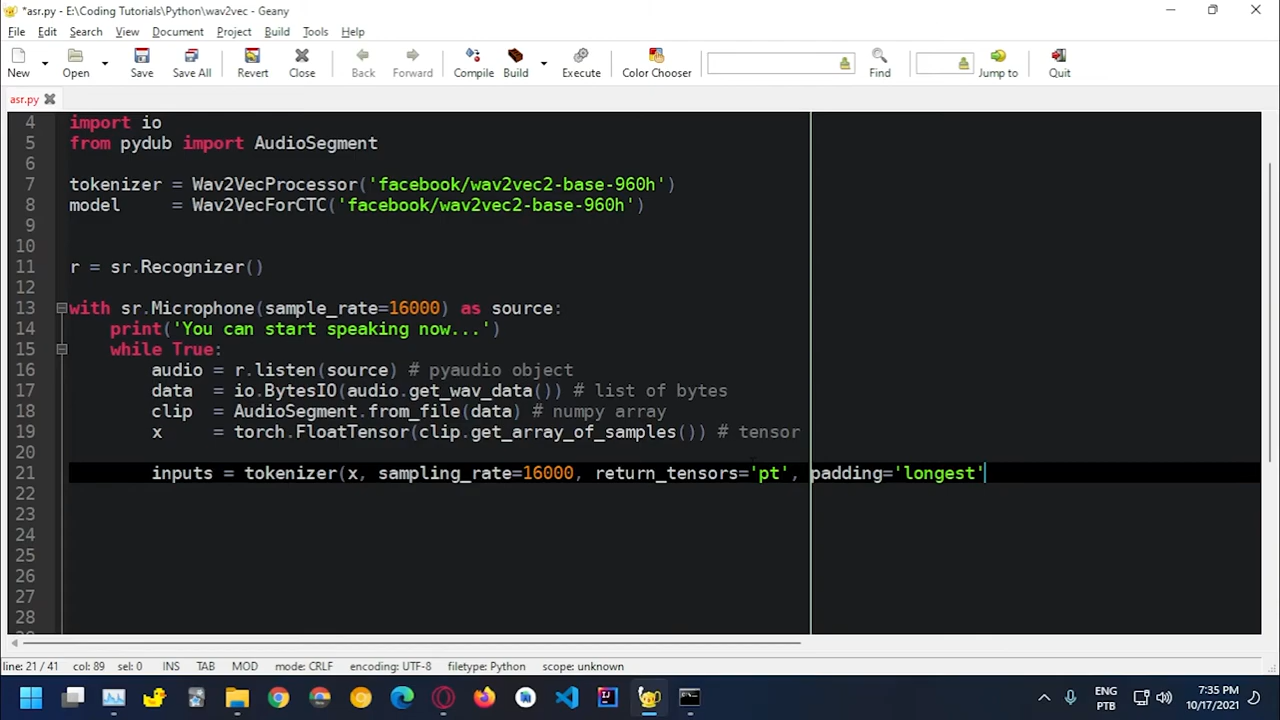 *asr.py - E:\Coding Tutorials\Python\wav2vec - Geany
File Edit Search View Document Project Build Tools Help
New Open Save Save All Revert Close Back Forward Compile Build Execute Color Chooser Find Jump to Quit
asr.py
4 import io
5 from pydub import AudioSegment
6
7 tokenizer = Wav2VecProcessor('facebook/wav2vec2-base-960h')
8 model     = Wav2VecForCTC('facebook/wav2vec2-base-960h')
9
10
11 r = sr.Recognizer()
12
13 with sr.Microphone(sample_rate=16000) as source:
14     print('You can start speaking now...')
15     while True:
16         audio = r.listen(source) # pyaudio object
17         data  = io.BytesIO(audio.get_wav_data()) # list of bytes
18         clip  = AudioSegment.from_file(data) # numpy array
19         x     = torch.FloatTensor(clip.get_array_of_samples()) # tensor
20
21         inputs = tokenizer(x, sampling_rate=16000, return_tensors='pt', padding='longest'
22
23
24
25
26
27
28
line: 21 / 41 col: 89 sel: 0 INS TAB MOD mode: CRLF encoding: UTF-8 filetype: Python scope: unknown
ENG 7:35 PM
PTB 10/17/2021